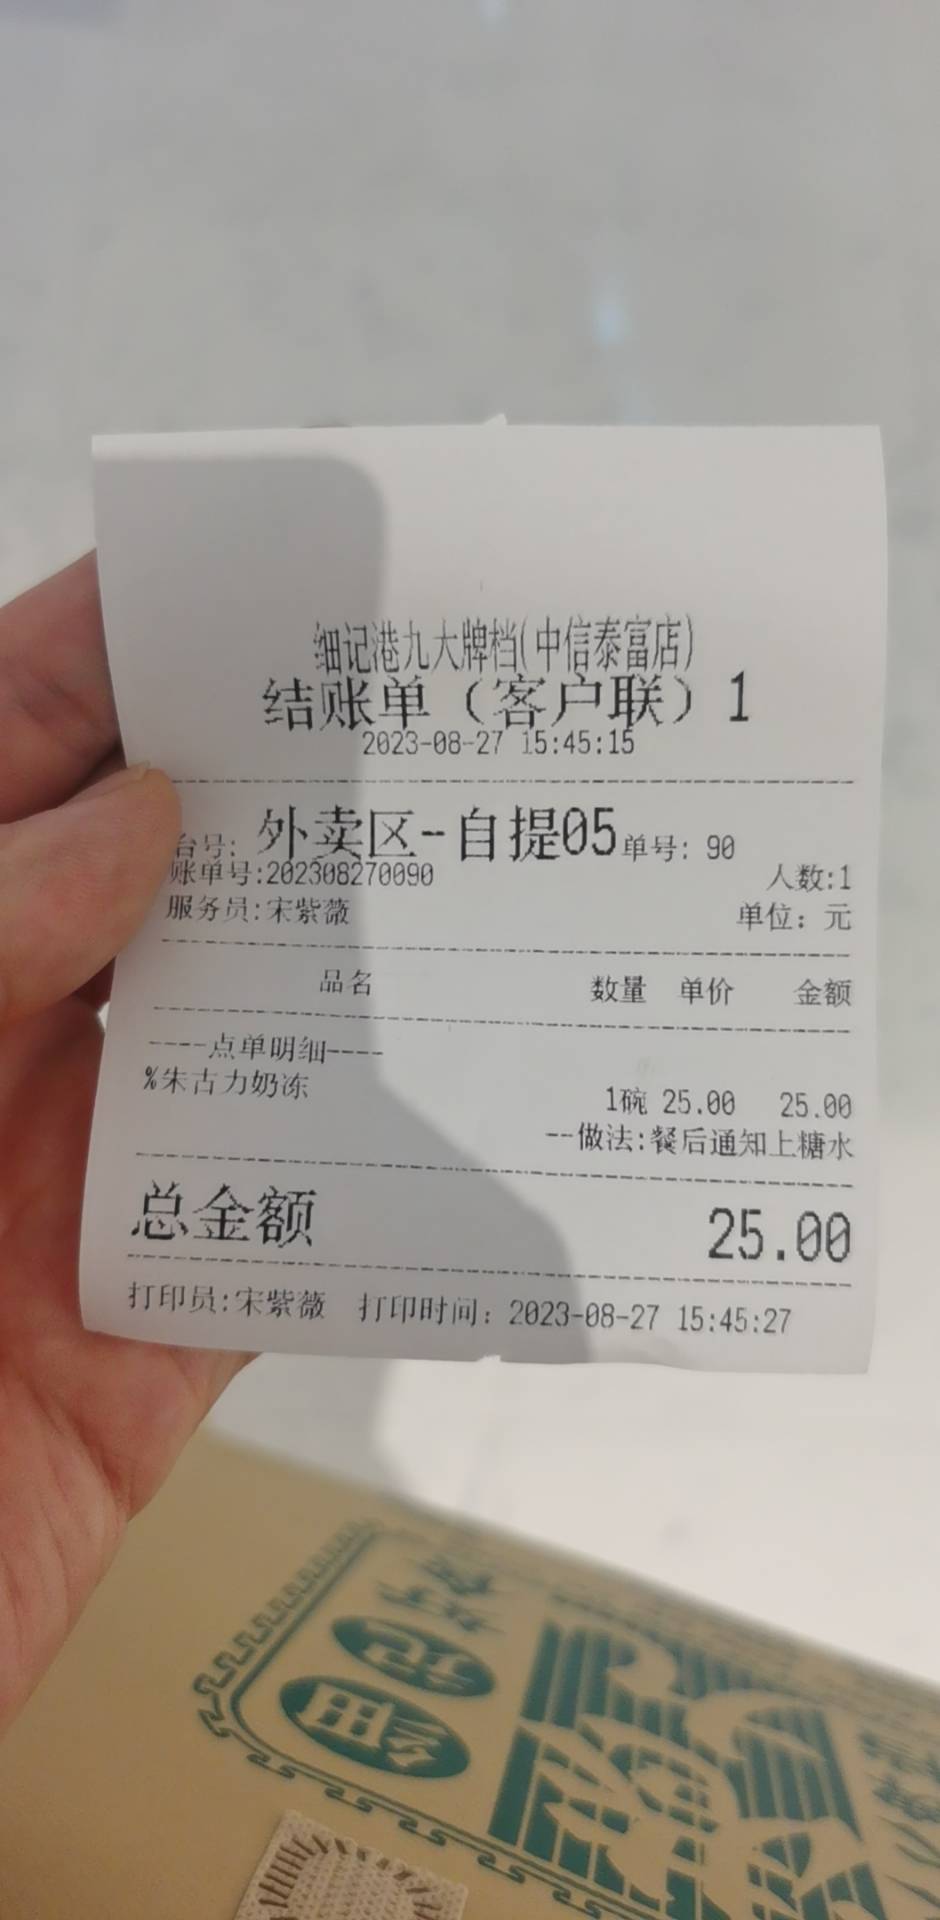 细记港九大牌档(中信泰富店)
结账单（客户联）1
2023-08-27 15:45:15
台号: 外卖区-自提05 单号: 90
账单号:202308270090 人数:1
服务员:宋紫薇 单位: 元
品名 数量 单价 金额
----点单明细----
%朱古力奶冻
1碗 25.00 25.00
--做法:餐后通知上糖水
总金额 25.00
打印员:宋紫薇 打印时间: 2023-08-27 15:45:27
细记